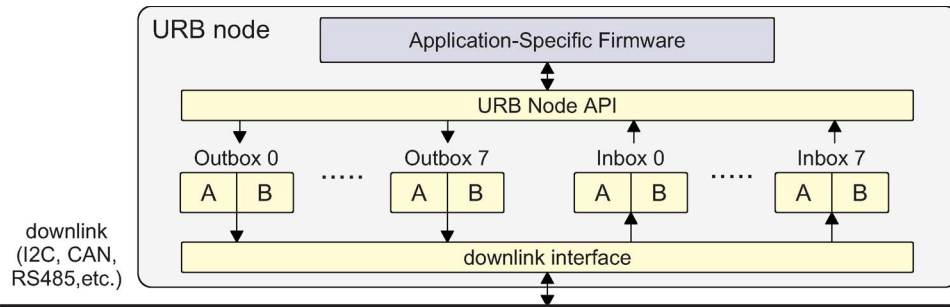 URB node
Application-Specific Firmware
URB Node API
Outbox 0
Outbox 7
Inbox 0
Inbox 7
A B
.....
A B
A B
.....
A B
downlink
(I2C, CAN,
RS485,etc.)
downlink interface